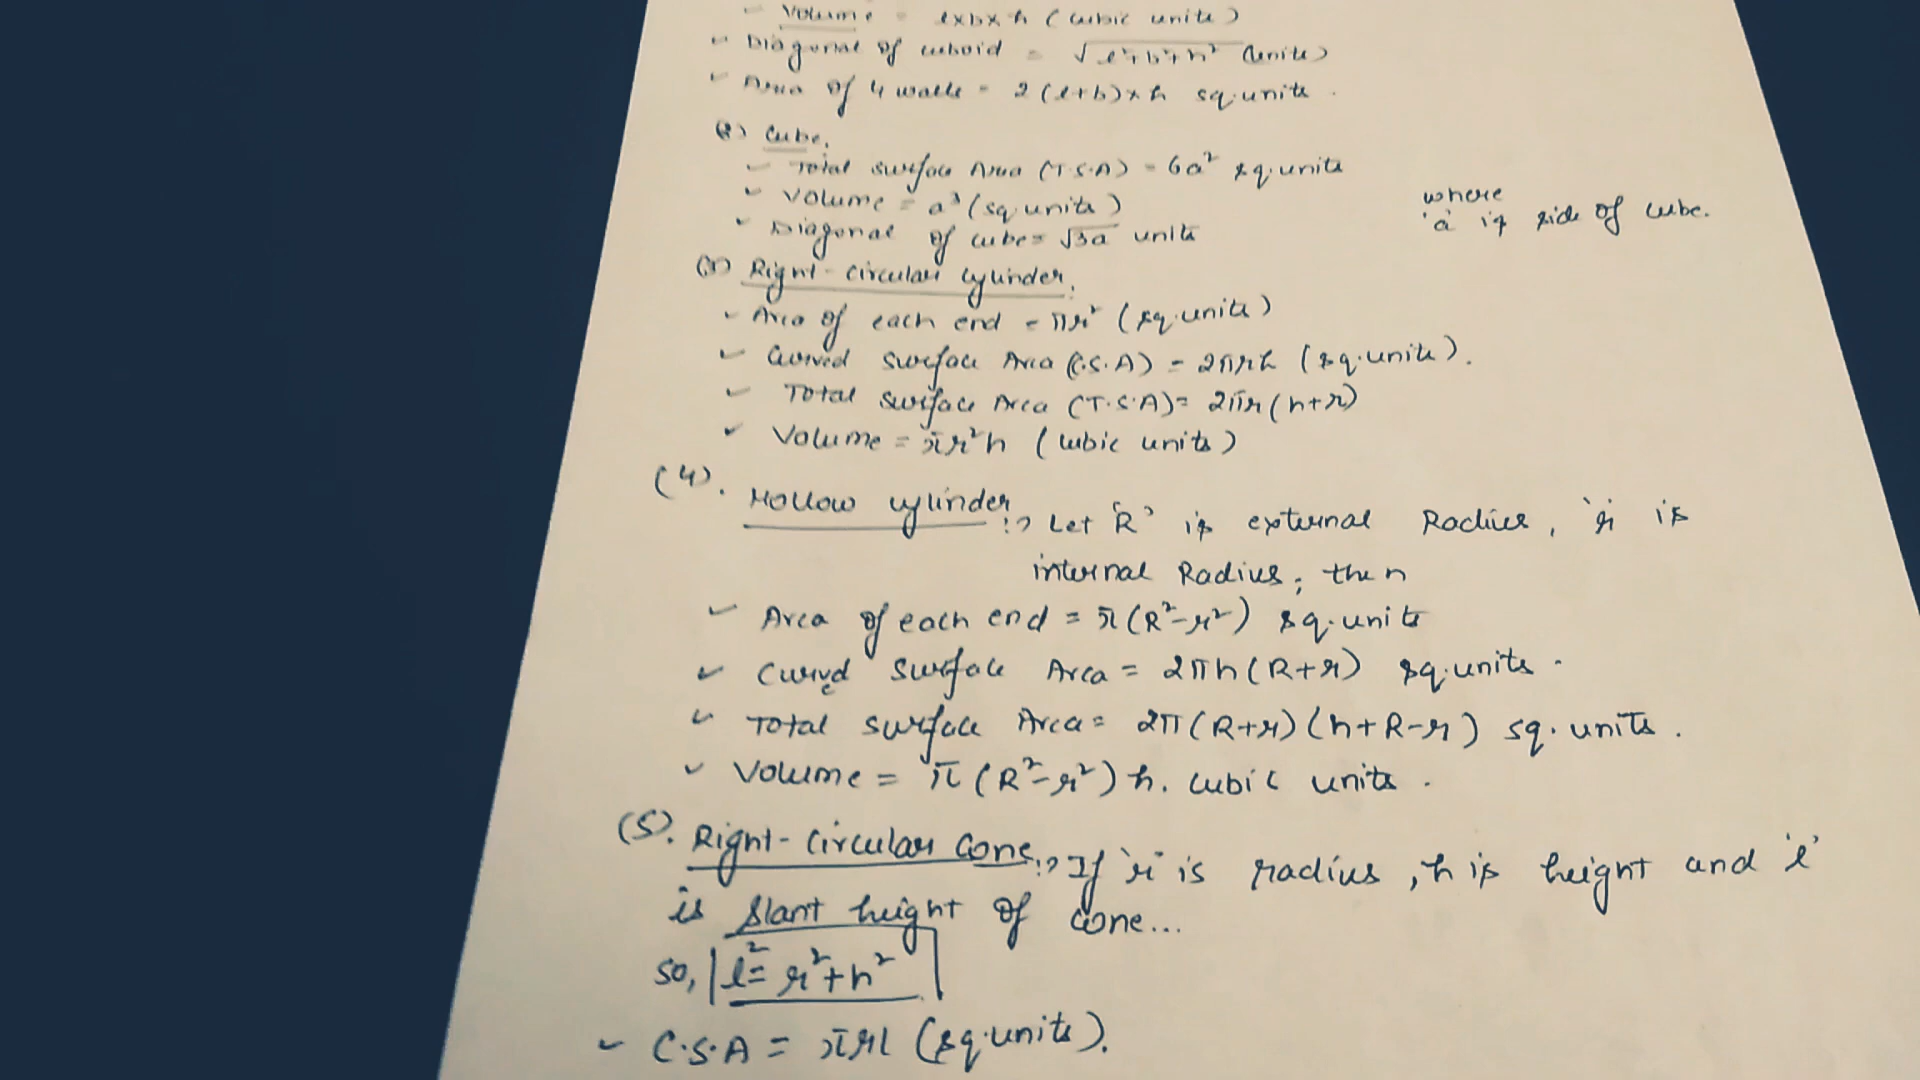 - Volume = l×b×h (cubic units)
Diagonal of cuboid = √l²+b²+h² (units)
Area of 4 walls = 2(l+b)×h sq.units.
(2) Cube.
Total surface Area (T.S.A) = 6a² sq.units
Volume = a³ (sq.units)
where
'a' is side of cube.
Diagonal of cube = √3a units
(3) Right-circular cylinder.
Area of each end = πr² (sq.units)
Curved surface Area (C.S.A) = 2πrh (sq.units).
Total surface Area (T.S.A) = 2πr(h+r)
Volume = πr²h (cubic units)
(4). Hollow cylinder :→ Let 'R' is external Radius, 'r' is
internal Radius; then
Area of each end = π(R²-r²) sq.units
Curved surface Area = 2πh(R+r) sq.units.
Total surface Area = 2π(R+r)(h+R-r) sq.units.
Volume = π(R²-r²)h. cubic units.
(5). Right-circular Cone :→ If 'r' is radius, h is height and 'l'
is slant height of cone...
so, l² = r²+h²
C.S.A = πrl (sq.units).